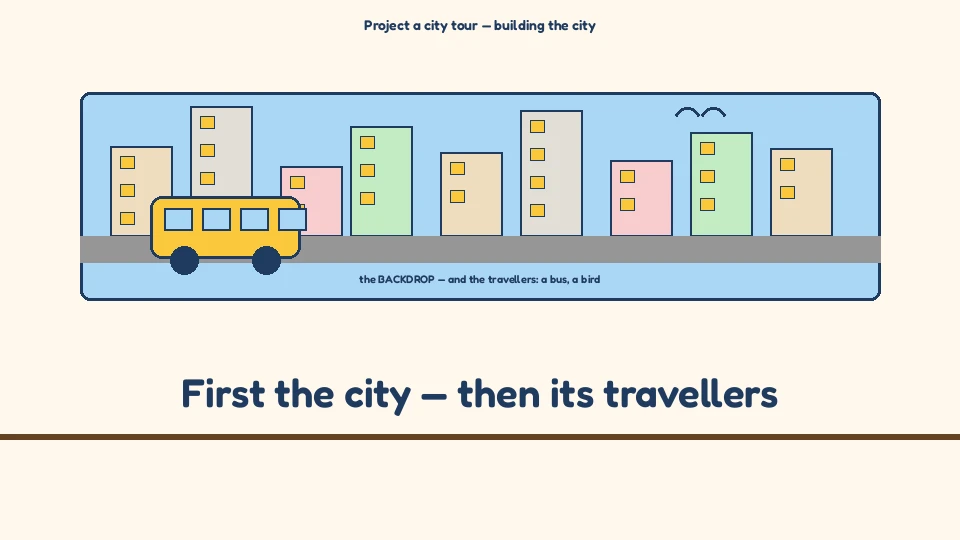 Project a city tour — building the city
the BACKDROP — and the travellers: a bus, a bird
First the city — then its travellers